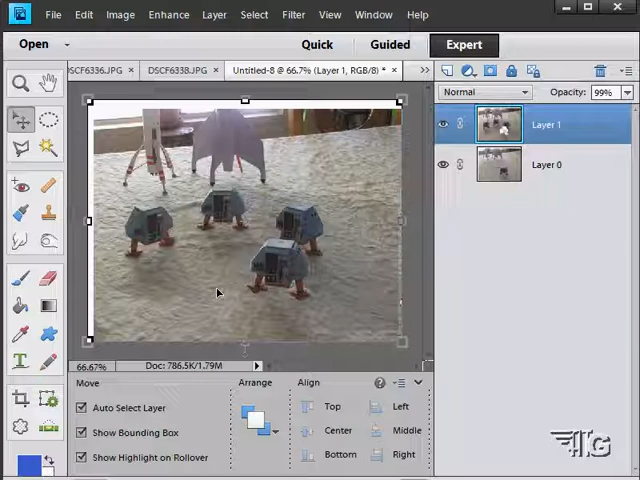 File Edit Image Enhance Layer Select Filter View Window Help
Open Quick Guided Expert
DSCF6336.JPG × DSCF6338.JPG × Untitled-8 @ 66.7% (Layer 1, RGB/8) * ×
Normal Opacity: 99%
Layer 1
Layer 0
66.67% Doc: 786.5K/1.79M
Move Arrange Align
Auto Select Layer Top Left
Show Bounding Box Center Middle
Show Highlight on Rollover Bottom Right